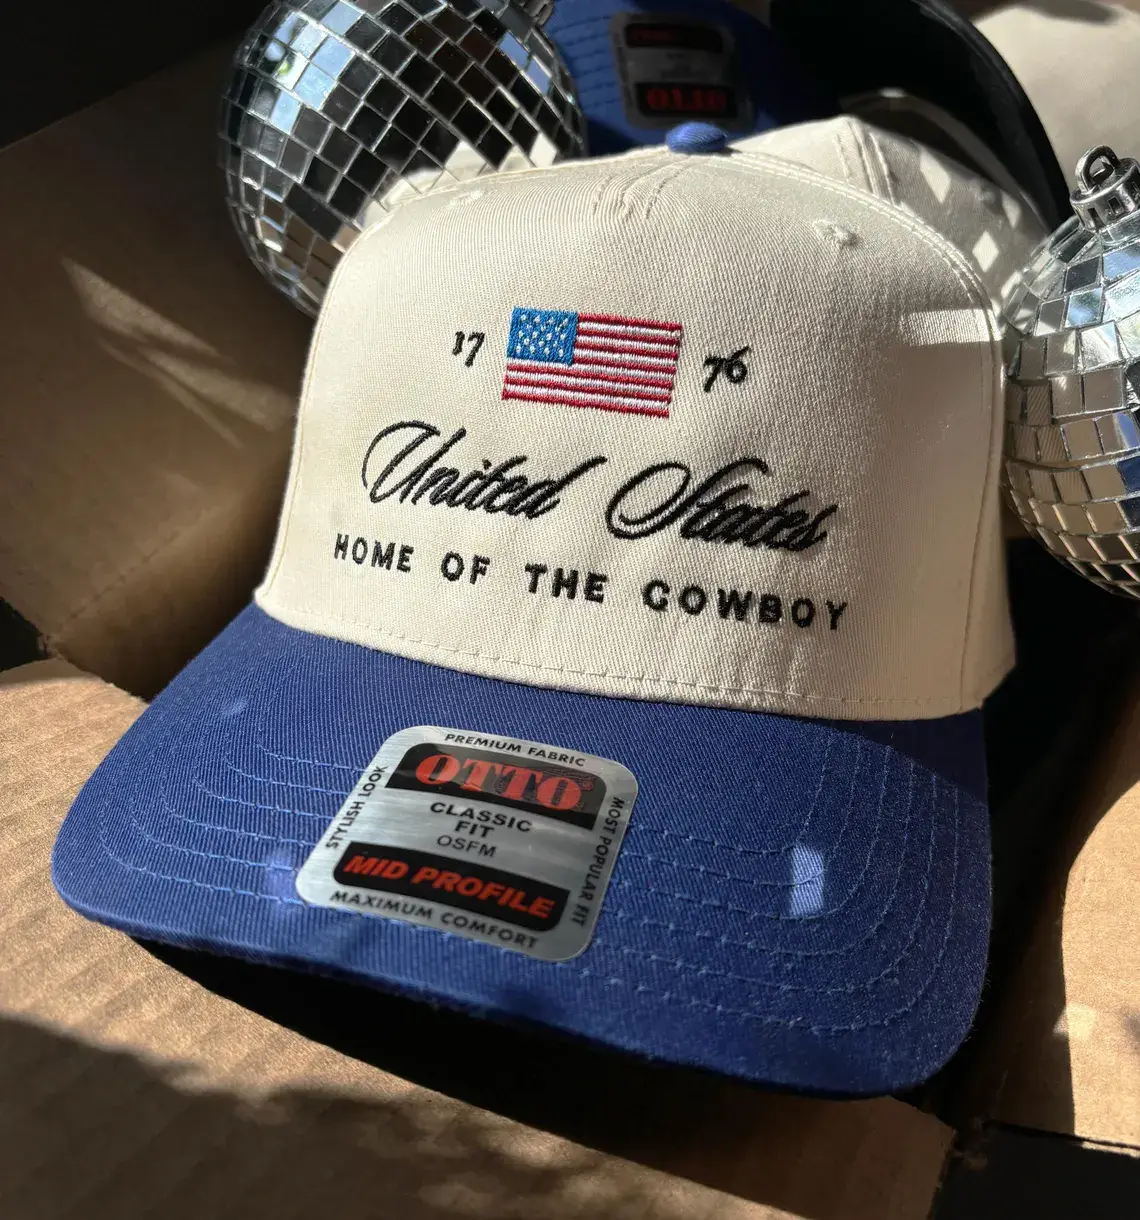 17 76
United States
HOME OF THE COWBOY
PREMIUM FABRIC
OTTO
CLASSIC
FIT
OSFM
MID PROFILE
MAXIMUM COMFORT
STYLISH LOOK
MOST POPULAR FIT
OTTO